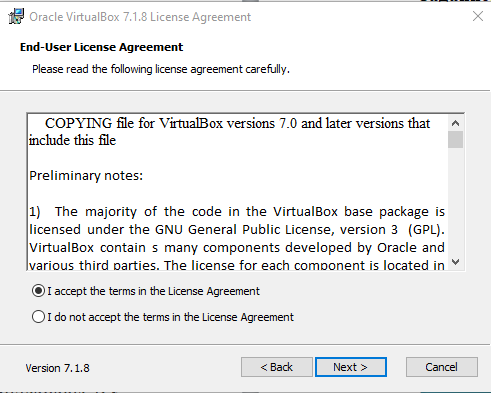 Oracle VirtualBox 7.1.8 License Agreement
End-User License Agreement
Please read the following license agreement carefully.
COPYING file for VirtualBox versions 7.0 and later versions that
include this file
Preliminary notes:
1) The majority of the code in the VirtualBox base package is
licensed under the GNU General Public License, version 3 (GPL).
VirtualBox contain s many components developed by Oracle and
various third parties. The license for each component is located in
I accept the terms in the License Agreement
I do not accept the terms in the License Agreement
Version 7.1.8
< Back
Next >
Cancel